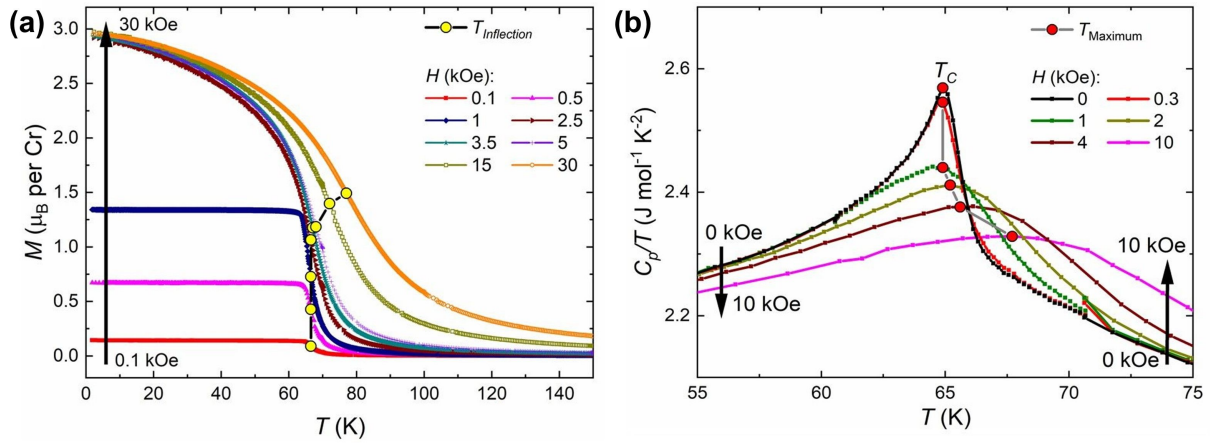 (a)
30 kOe
T_Inflection
H (kOe):
0.1 0.5
1 2.5
3.5 5
15 30
0.1 kOe
3.0
2.5
2.0
1.5
1.0
0.5
0.0
M (μB per Cr)
0 20 40 60 80 100 120 140
T (K)
(b)
T_Maximum
T_C
H (kOe):
0 0.3
1 2
4 10
0 kOe
10 kOe
10 kOe
0 kOe
2.6
2.4
2.2
C_p/T (J mol⁻¹ K⁻²)
55 60 65 70 75
T (K)